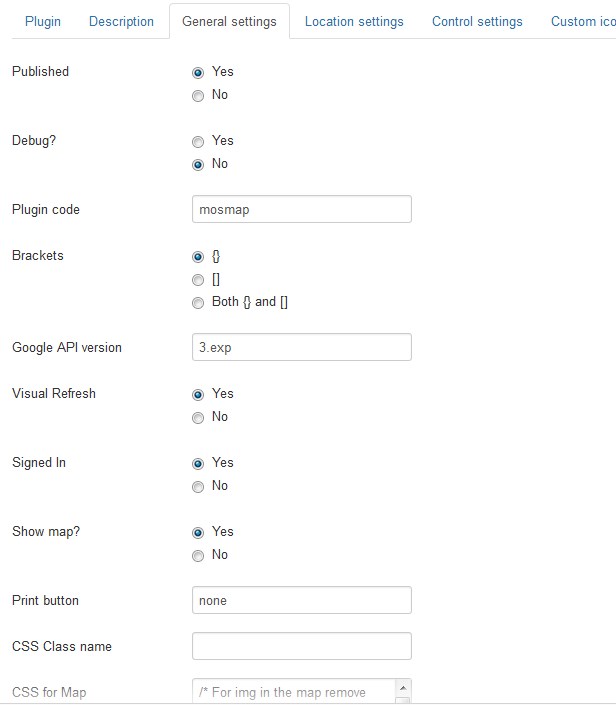 Plugin Description General settings Location settings Control settings Custom ico
Published Yes
No
Debug? Yes
No
Plugin code mosmap
Brackets {}
[]
Both {} and []
Google API version 3.exp
Visual Refresh Yes
No
Signed In Yes
No
Show map? Yes
No
Print button none
CSS Class name
CSS for Map /* For img in the map remove